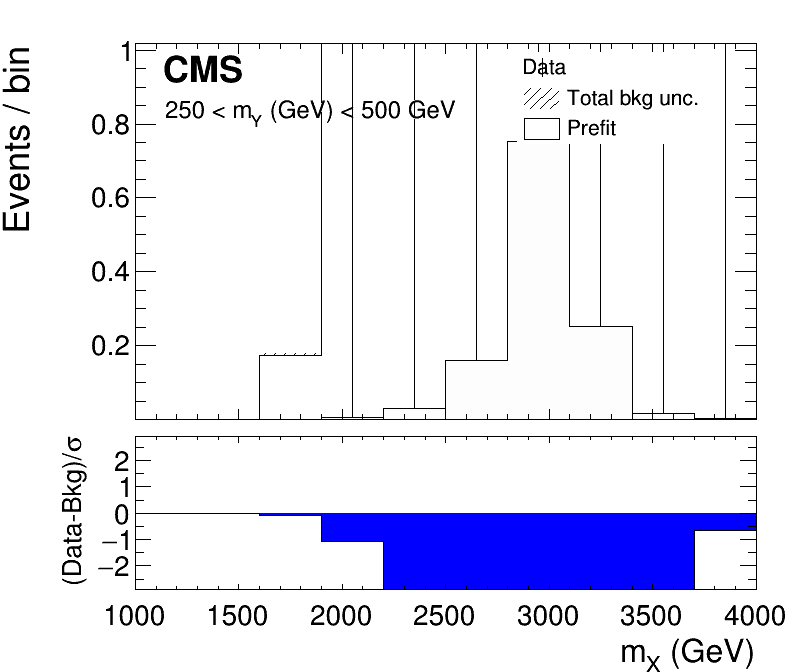 Events / bin
1
0.8
0.6
0.4
0.2
CMS
250 < mY (GeV) < 500 GeV
Data
Total bkg unc.
Prefit
(Data-Bkg)/σ
2
1
0
−1
−2
1000 1500 2000 2500 3000 3500 4000
mX (GeV)